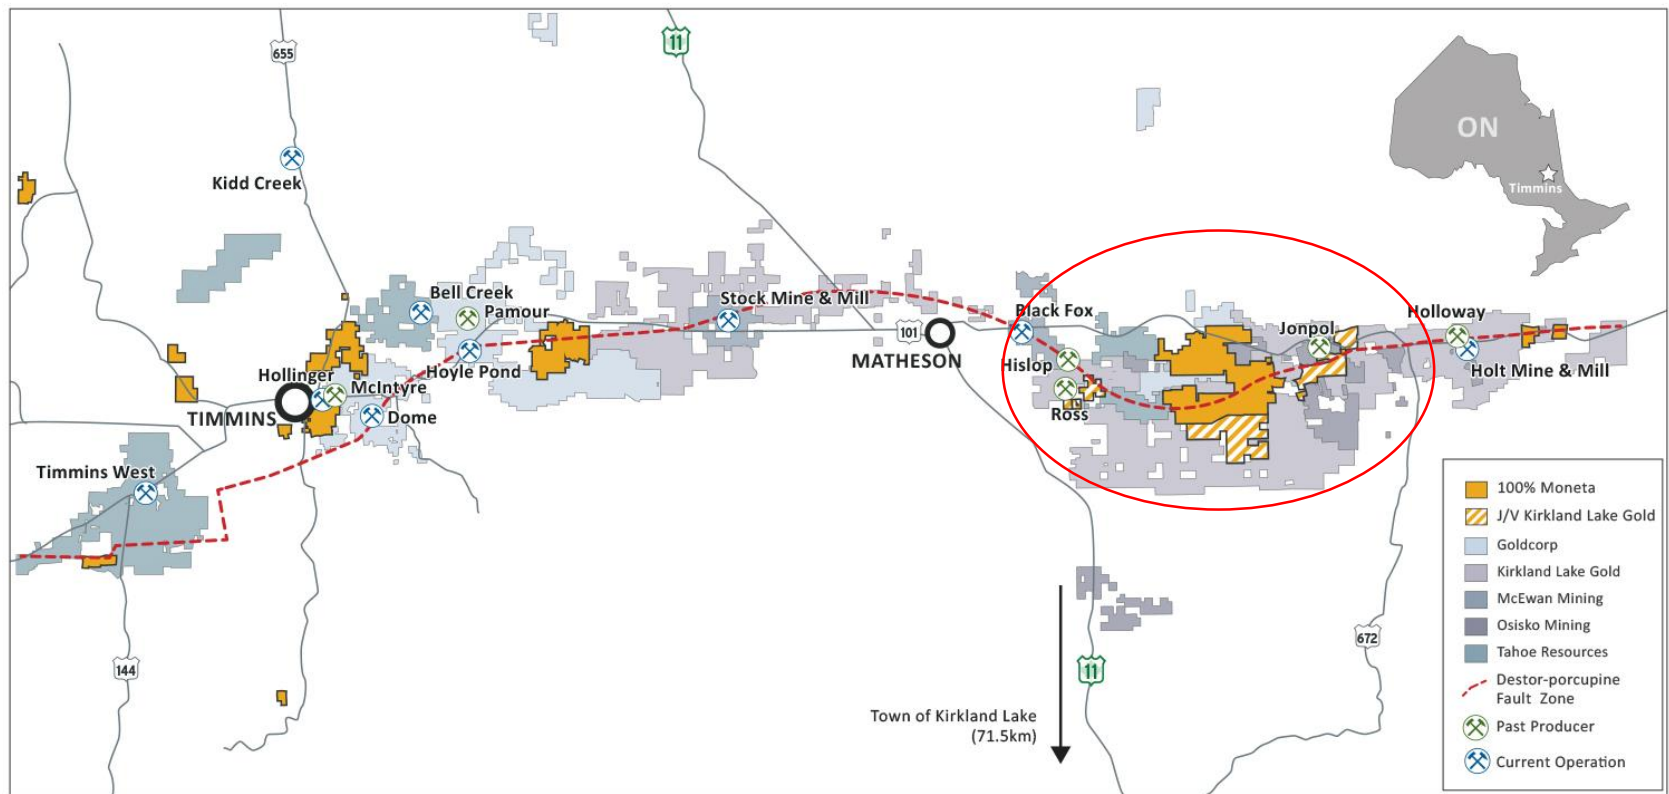 655
11
ON
Timmins
Kidd Creek
Bell Creek
Pamour
Stock Mine & Mill
Black Fox
Jonpol
Holloway
101
MATHESON
Hislop
Holt Mine & Mill
Hollinger
McIntyre
Hoyle Pond
Ross
TIMMINS
Dome
Timmins West
144
672
11
Town of Kirkland Lake
(71.5km)
100% Moneta
J/V Kirkland Lake Gold
Goldcorp
Kirkland Lake Gold
McEwan Mining
Osisko Mining
Tahoe Resources
Destor-porcupine
Fault Zone
Past Producer
Current Operation